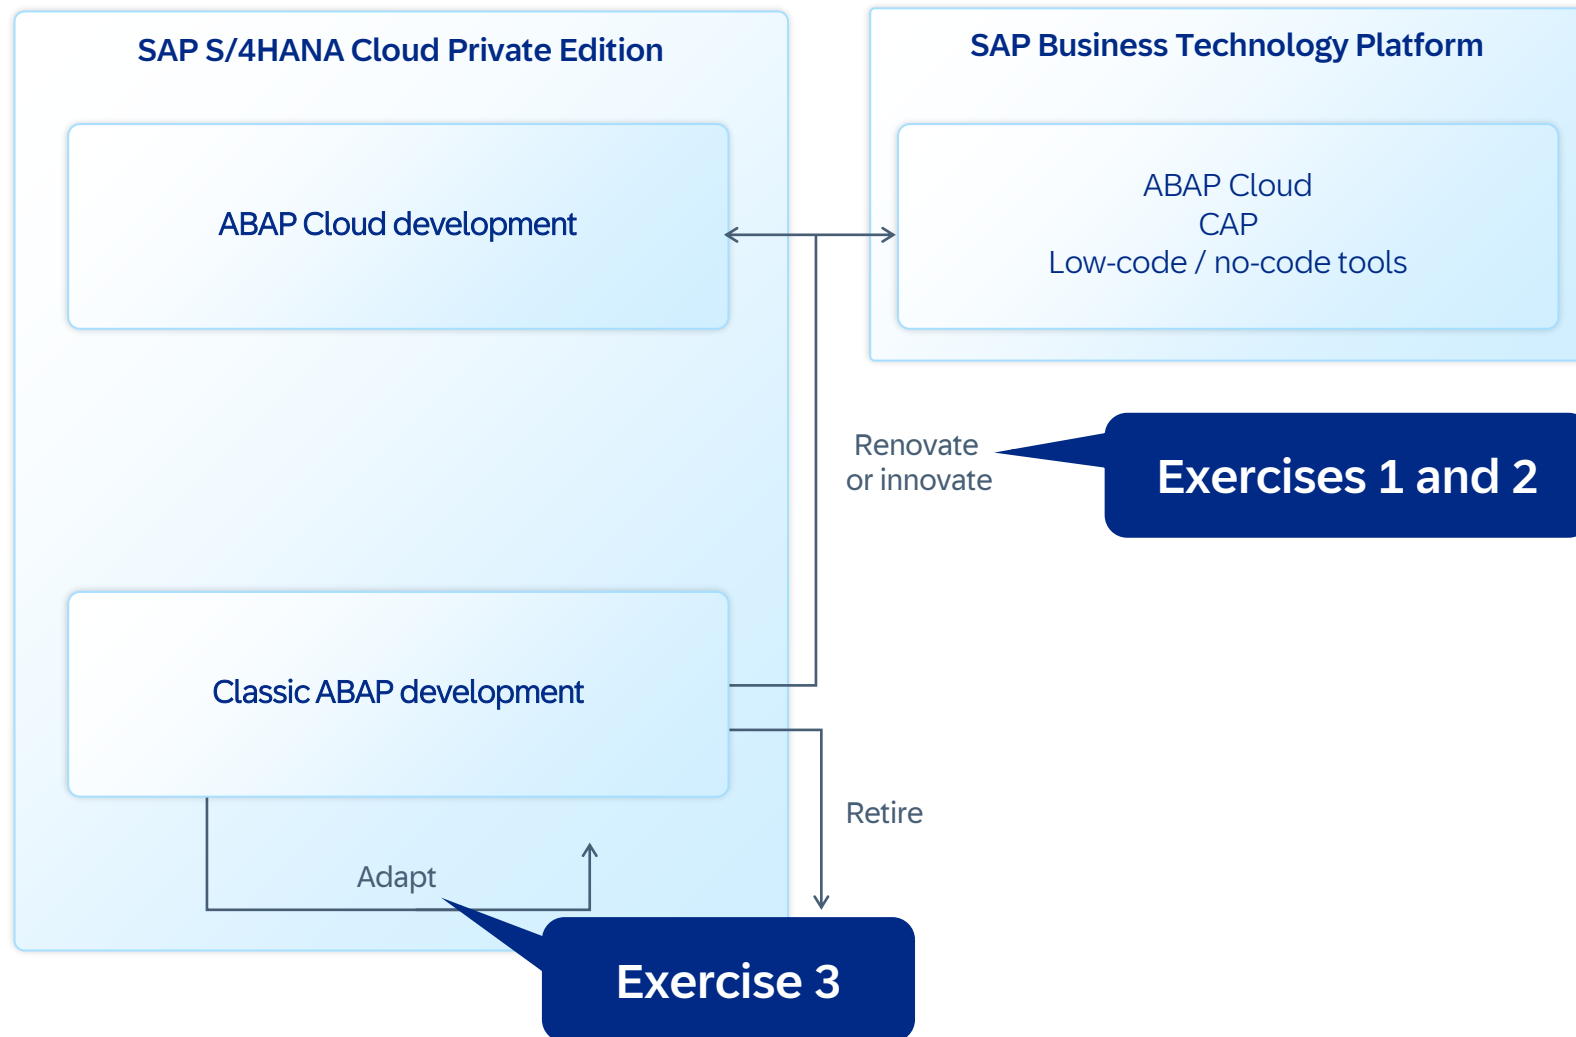 SAP S/4HANA Cloud Private Edition
SAP Business Technology Platform
ABAP Cloud development
ABAP Cloud
CAP
Low-code / no-code tools
Renovate
or innovate
Exercises 1 and 2
Classic ABAP development
Retire
Adapt
Exercise 3